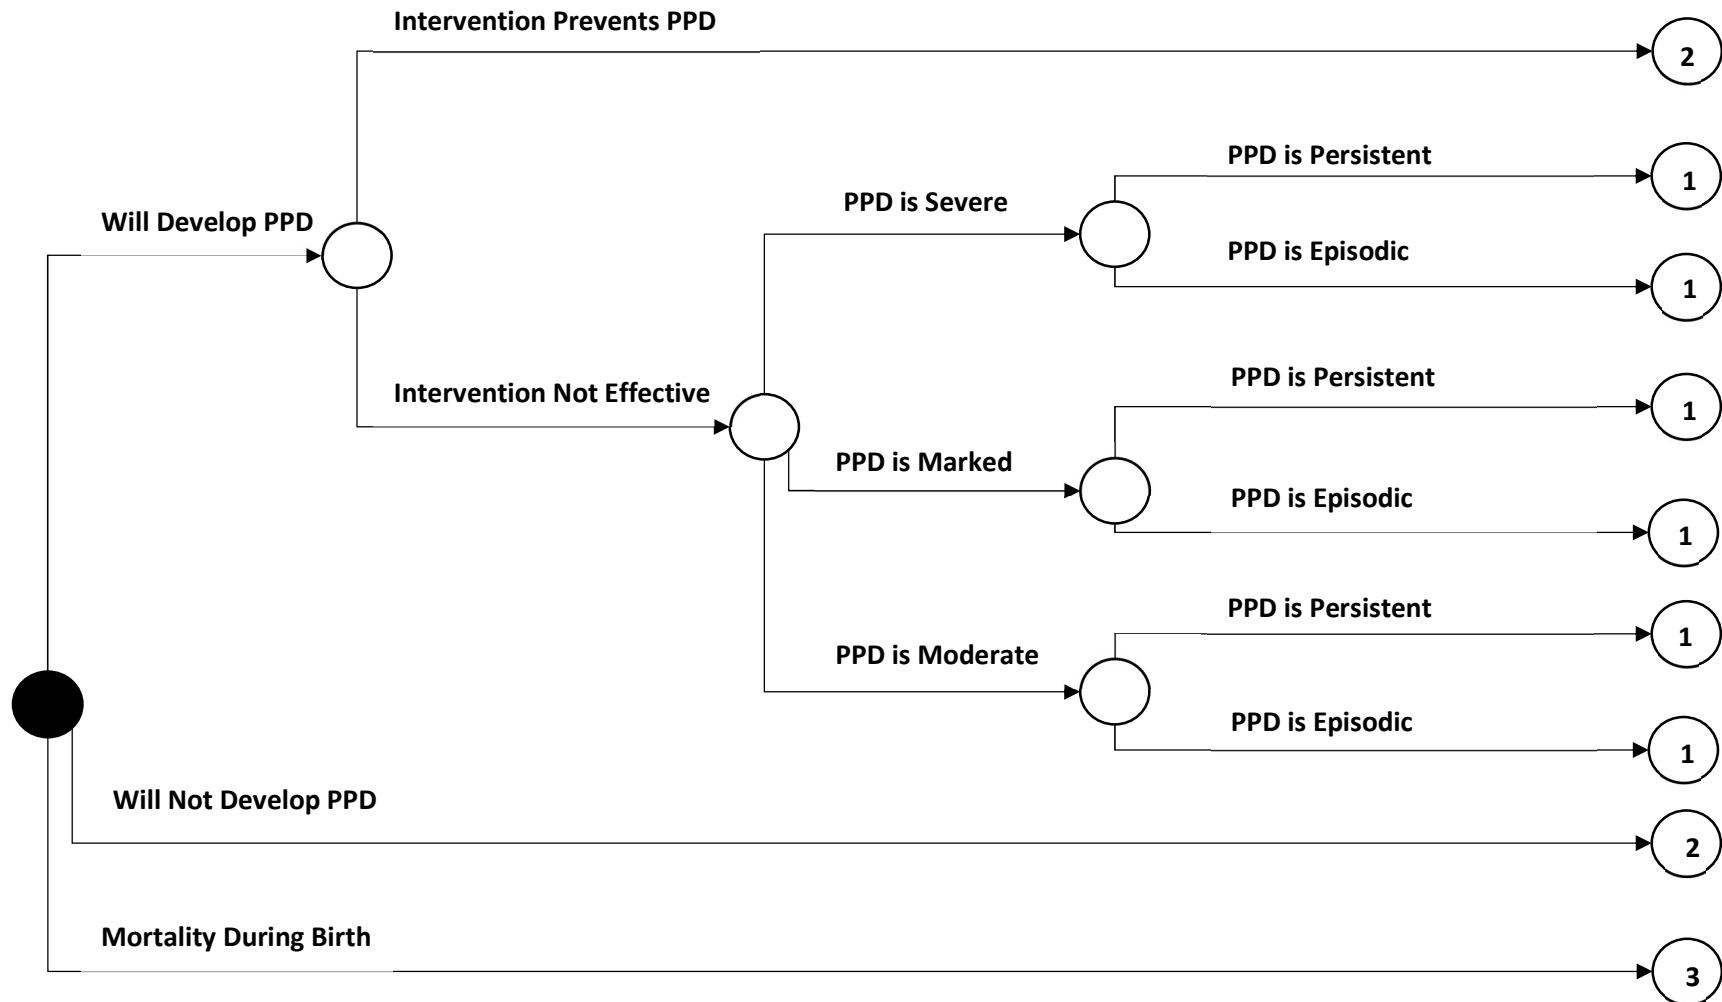 Intervention Prevents PPD
2
PPD is Persistent
1
PPD is Severe
Will Develop PPD
PPD is Episodic
1
PPD is Persistent
Intervention Not Effective
1
PPD is Marked
PPD is Episodic
1
PPD is Persistent
1
PPD is Moderate
PPD is Episodic
1
Will Not Develop PPD
2
Mortality During Birth
3